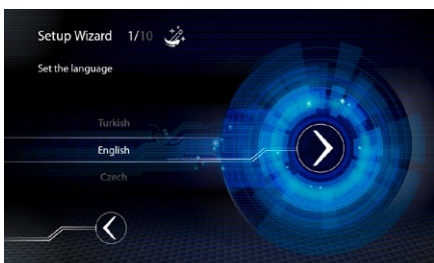 Setup Wizard 1/10
Set the language
Turkish
English
Czech